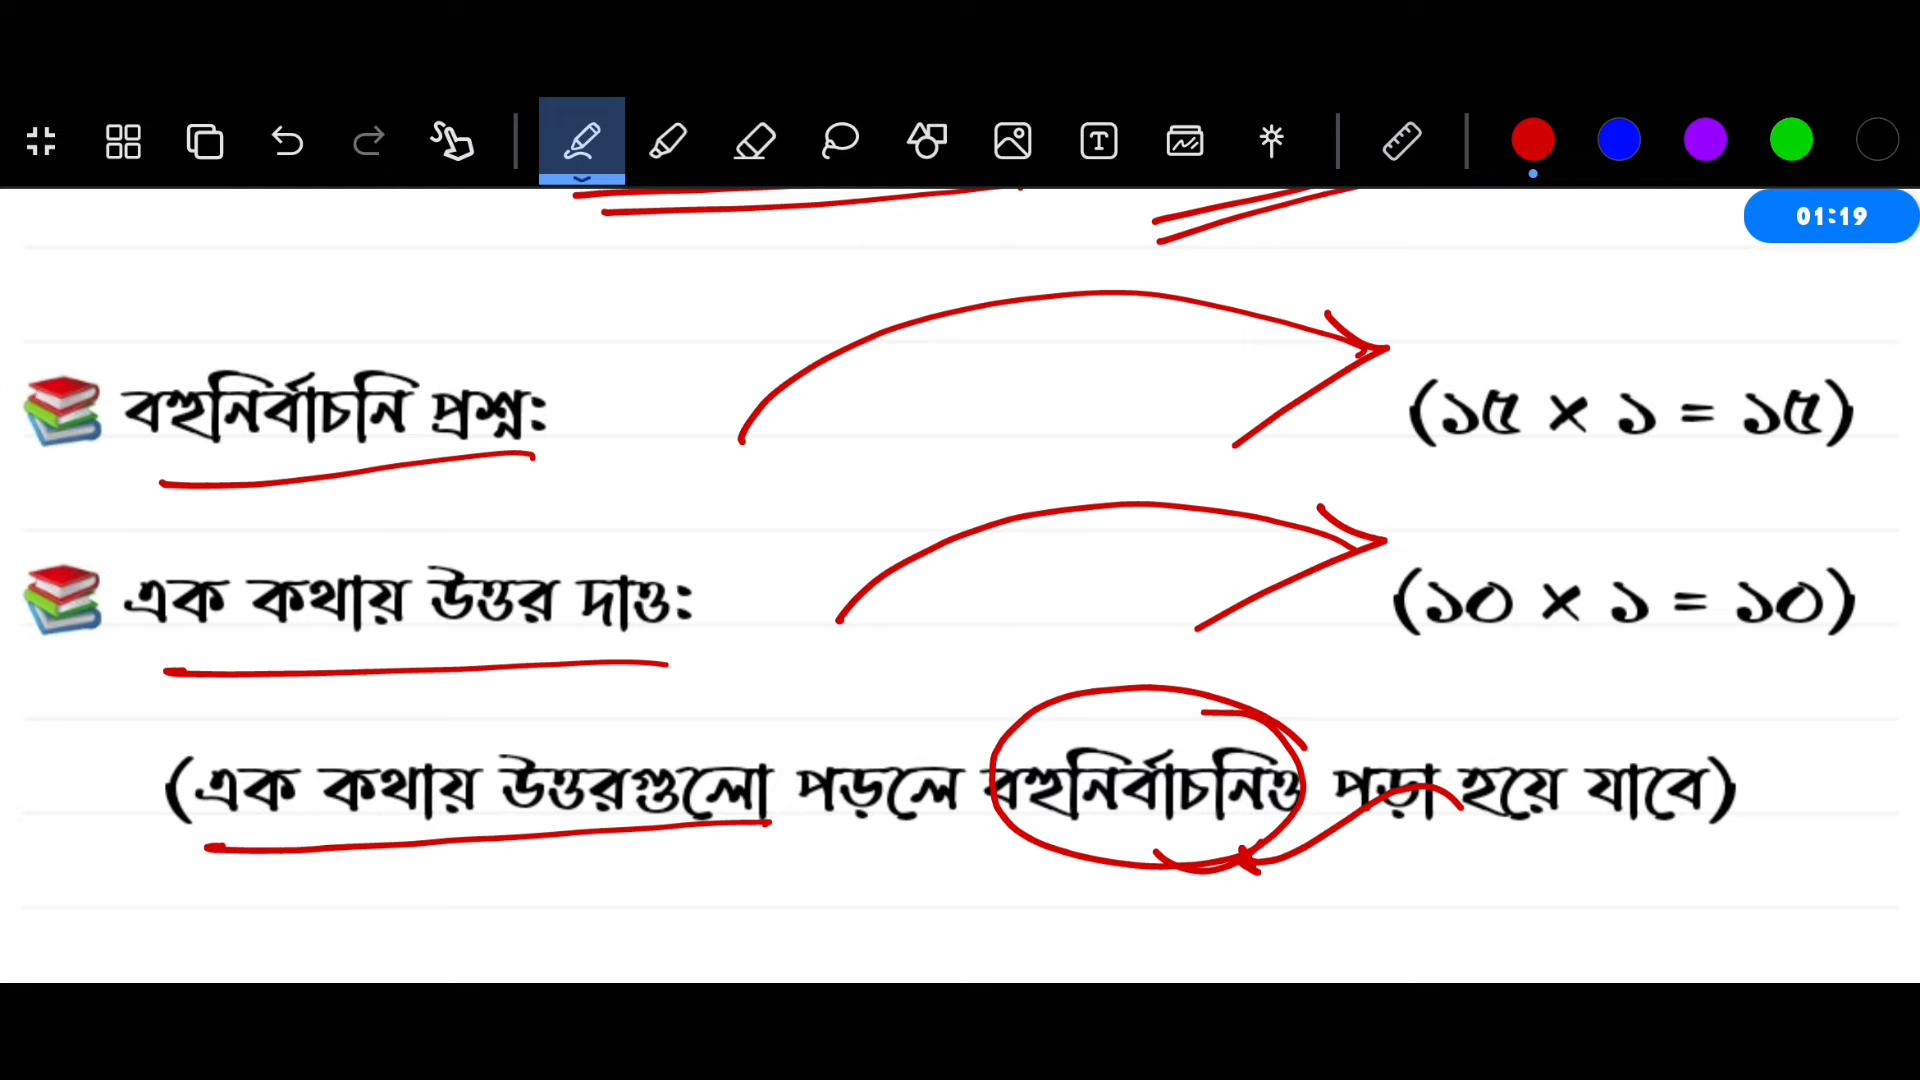 01:19
বহুনির্বাচনি প্রশ্ন: (১৫ × ১ = ১৫)
এক কথায় উত্তর দাও: (১০ × ১ = ১০)
(এক কথায় উত্তরগুলো পড়লে বহুনির্বাচনিও পড়া হয়ে যাবে)